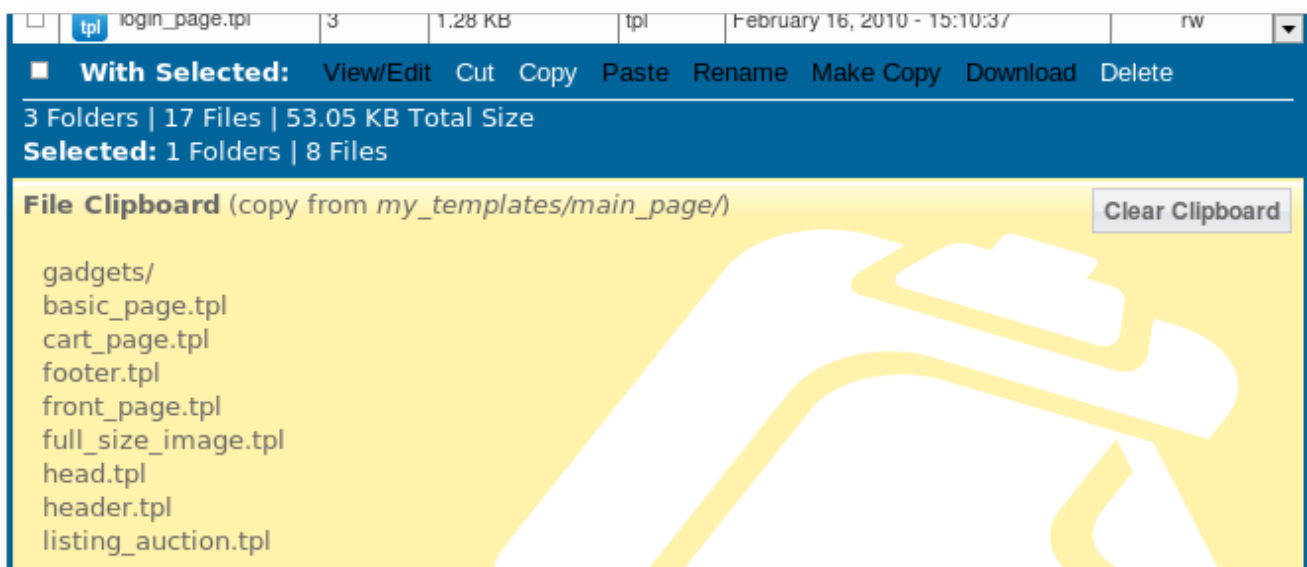 tpl login_page.tpl 3 1.28 KB tpl February 16, 2010 - 15:10:37 rw
With Selected: View/Edit Cut Copy Paste Rename Make Copy Download Delete
3 Folders | 17 Files | 53.05 KB Total Size
Selected: 1 Folders | 8 Files
File Clipboard (copy from my_templates/main_page/) Clear Clipboard
gadgets/
basic_page.tpl
cart_page.tpl
footer.tpl
front_page.tpl
full_size_image.tpl
head.tpl
header.tpl
listing_auction.tpl